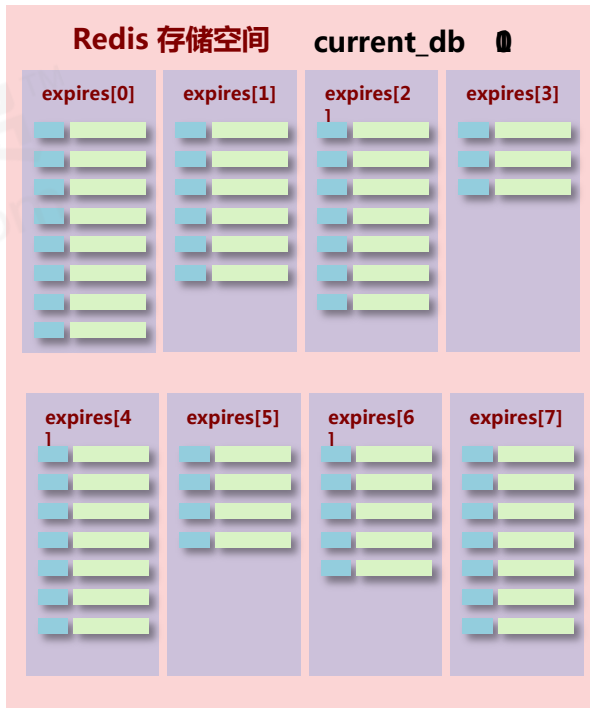 Redis 存储空间 current_db
expires[0] expires[1] expires[2
] expires[3]
expires[4
] expires[5] expires[6
] expires[7]